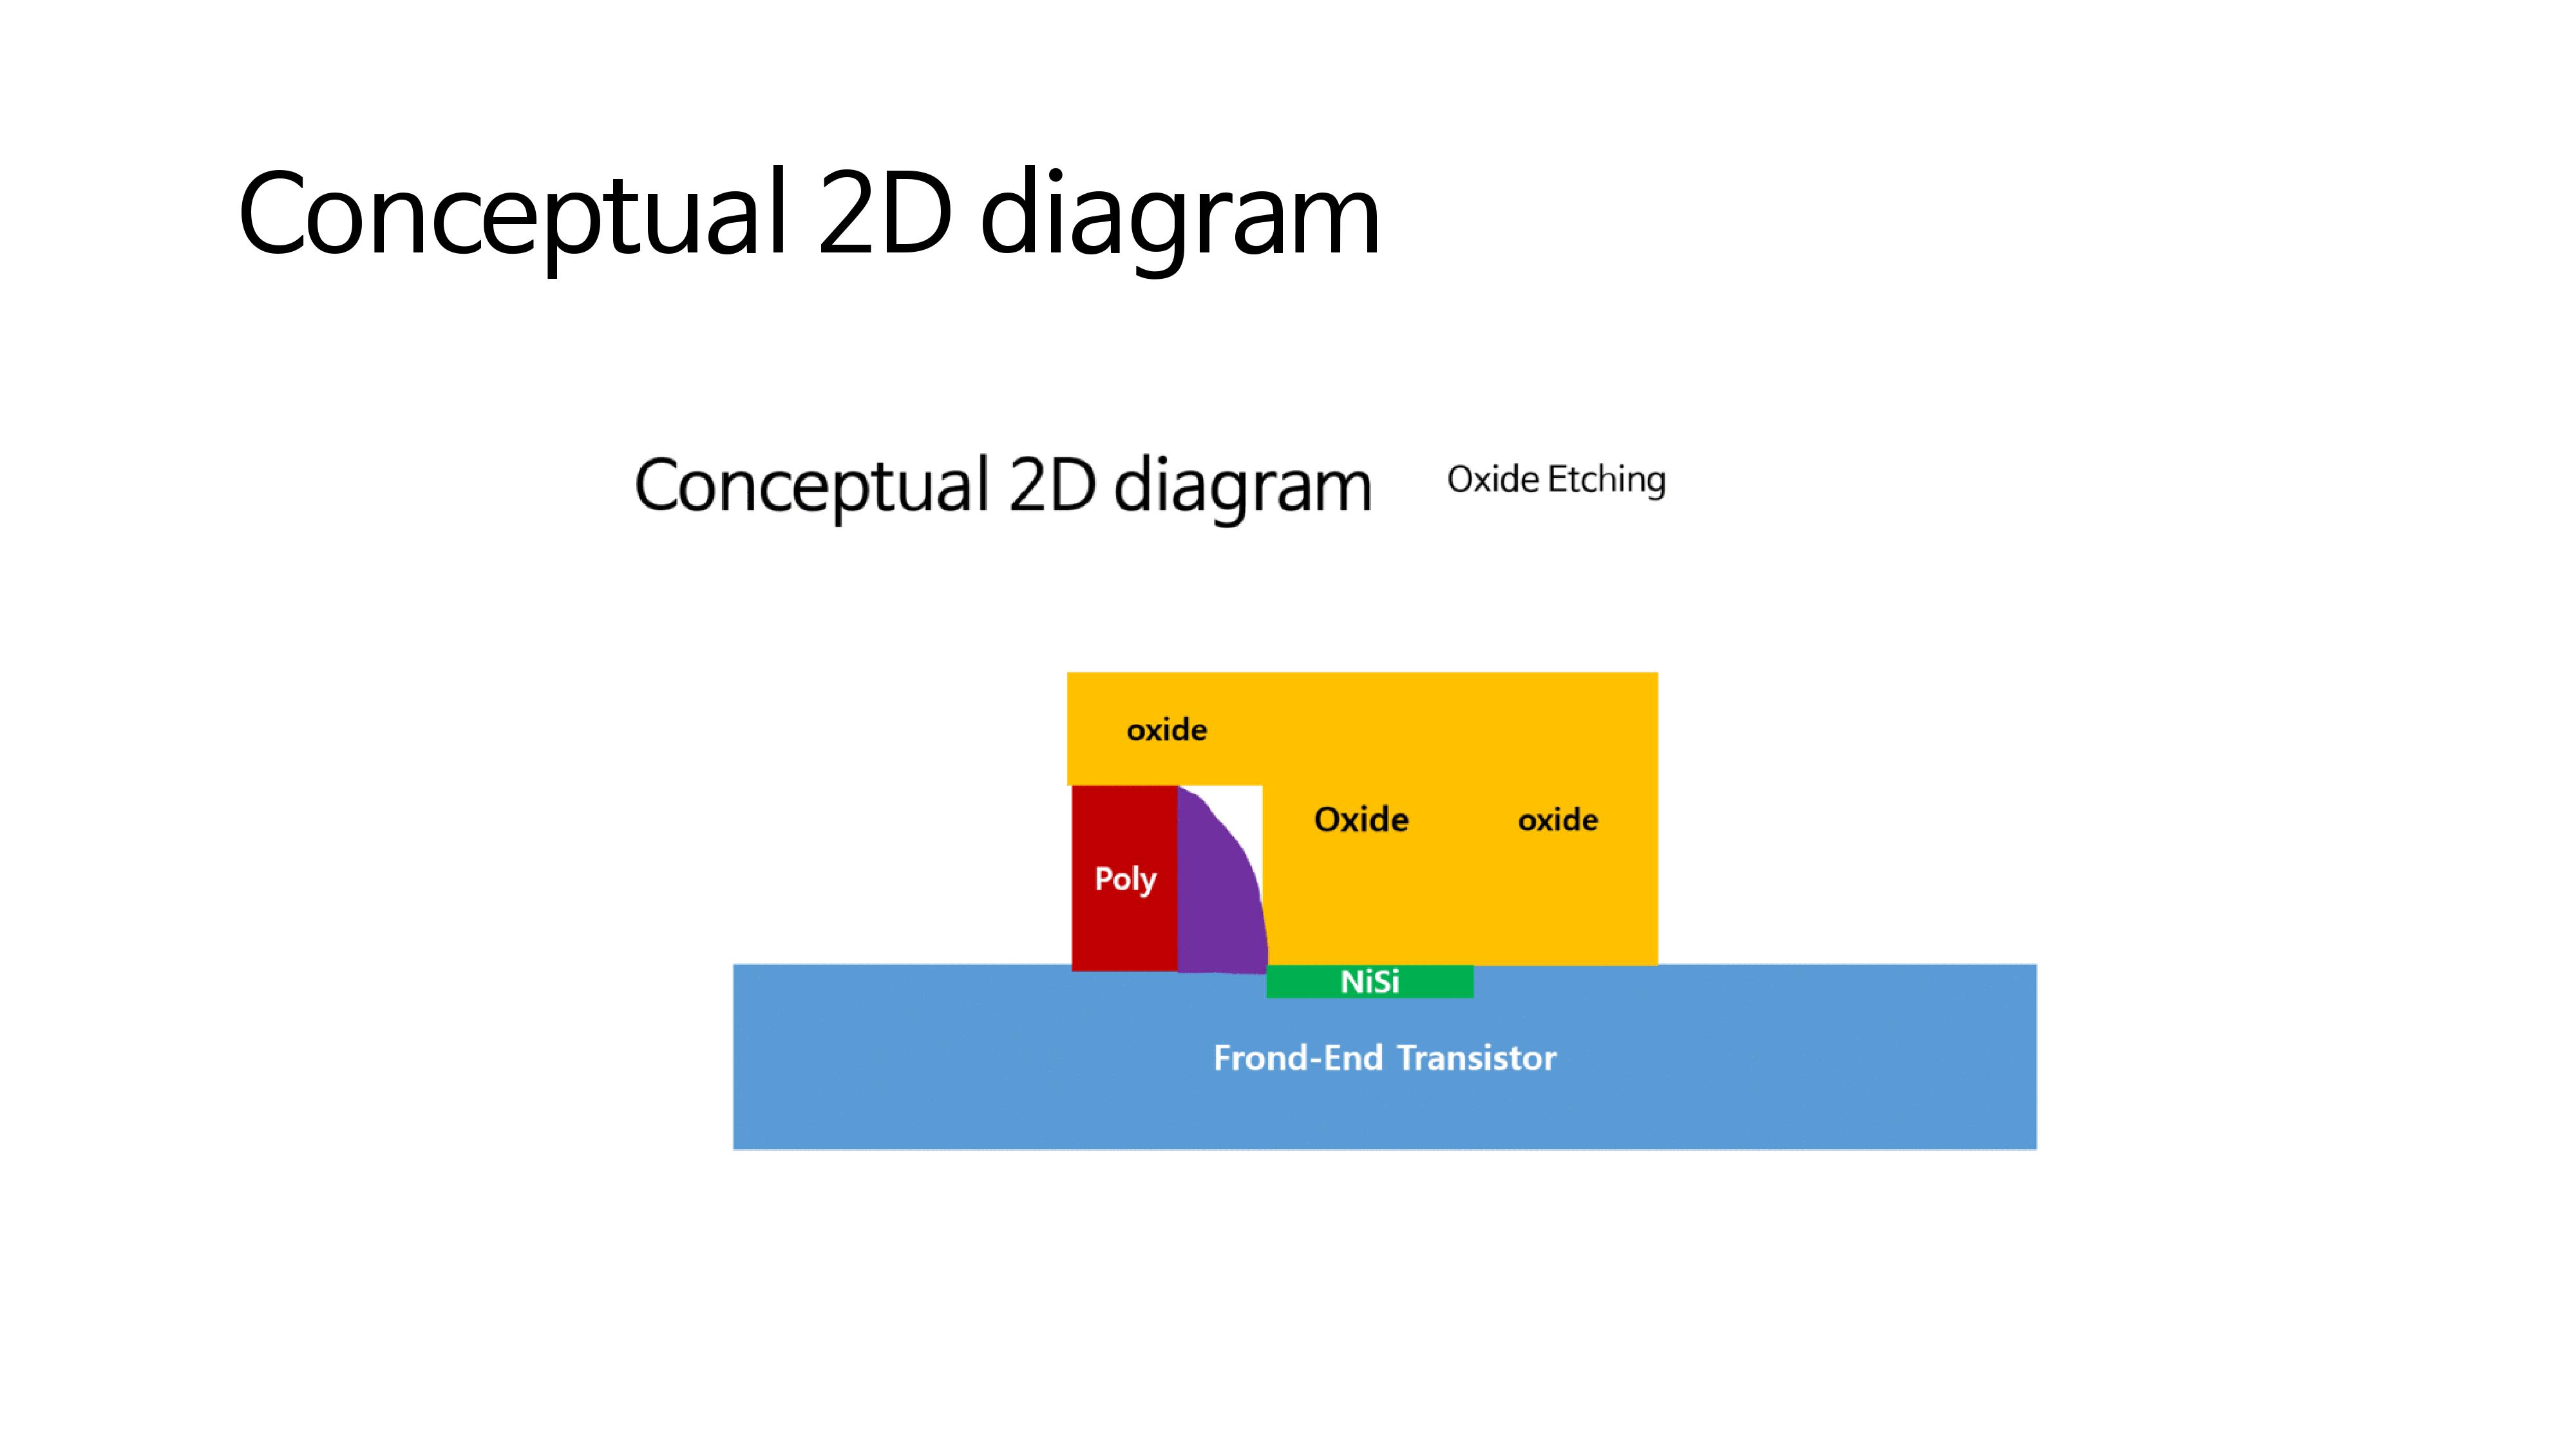 Conceptual 2D diagram
Conceptual 2D diagram Oxide Etching
oxide
Oxide oxide
Poly
NiSi
Frond-End Transistor